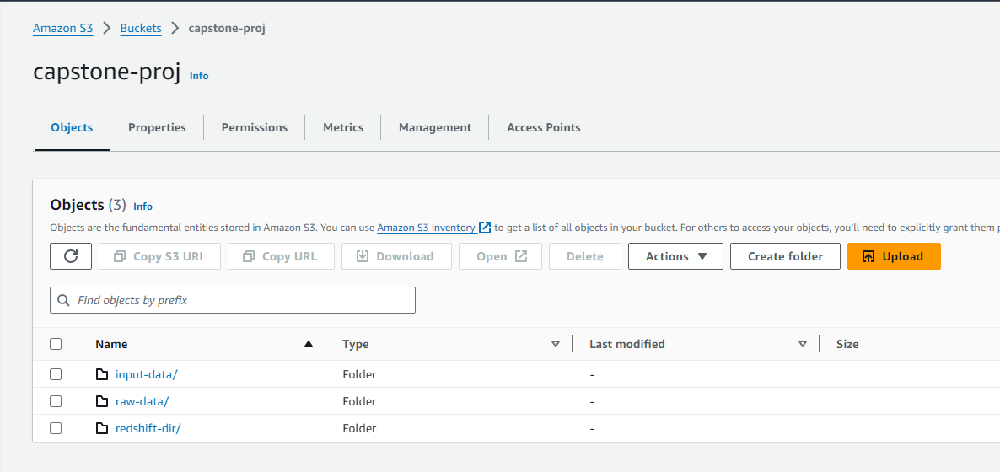 Amazon S3 > Buckets > capstone-proj
capstone-proj Info
Objects Properties Permissions Metrics Management Access Points
Objects (3) Info
Objects are the fundamental entities stored in Amazon S3. You can use Amazon S3 inventory to get a list of all objects in your bucket. For others to access your objects, you'll need to explicitly grant them
Copy S3 URI Copy URL Download Open Delete Actions Create folder Upload
Find objects by prefix
Name Type Last modified Size
input-data/ Folder -
raw-data/ Folder -
redshift-dir/ Folder -